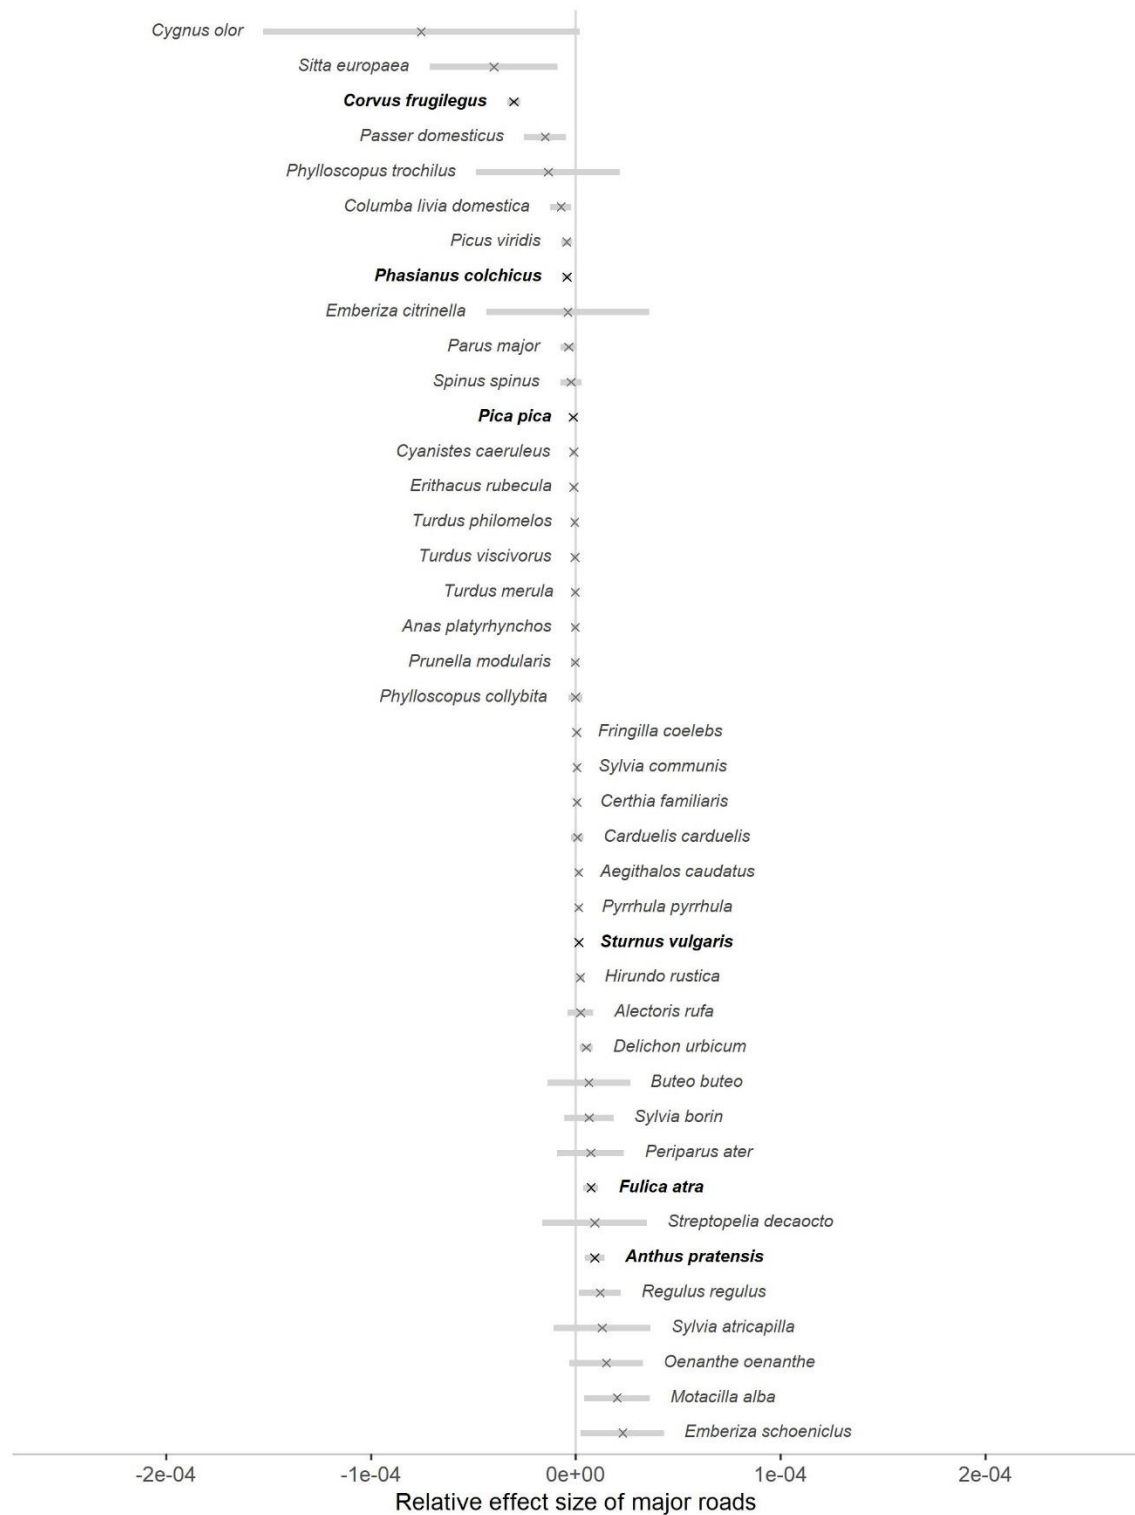 Cygnus olor
Sitta europaea
Corvus frugilegus
Passer domesticus
Phylloscopus trochilus
Columba livia domestica
Picus viridis
Phasianus colchicus
Emberiza citrinella
Parus major
Spinus spinus
Pica pica
Cyanistes caeruleus
Erithacus rubecula
Turdus philomelos
Turdus viscivorus
Turdus merula
Anas platyrhynchos
Prunella modularis
Phylloscopus collybita
Fringilla coelebs
Sylvia communis
Certhia familiaris
Carduelis carduelis
Aegithalos caudatus
Pyrrhula pyrrhula
Sturnus vulgaris
Hirundo rustica
Alectoris rufa
Delichon urbicum
Buteo buteo
Sylvia borin
Periparus ater
Fulica atra
Streptopelia decaocto
Anthus pratensis
Regulus regulus
Sylvia atricapilla
Oenanthe oenanthe
Motacilla alba
Emberiza schoeniclus
-2e-04 -1e-04 0e+00 1e-04 2e-04
Relative effect size of major roads